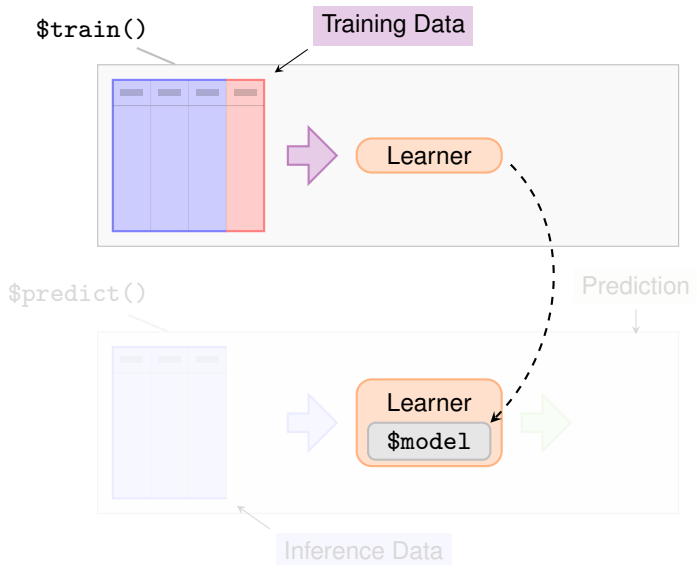 $train()
Training Data
Learner
$predict()
Prediction
Learner
$model
Inference Data